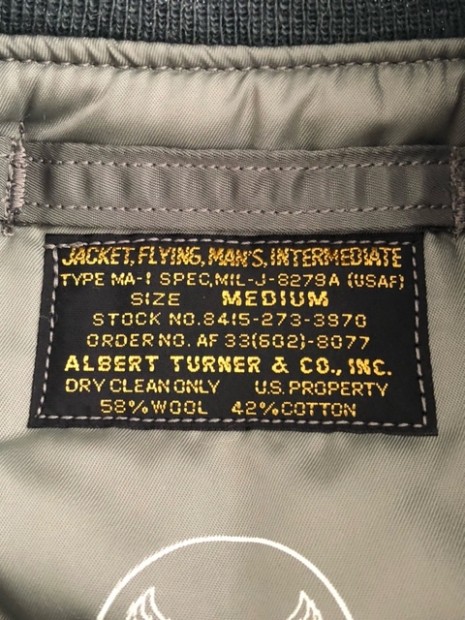 JACKET, FLYING, MAN'S, INTERMEDIATE
TYPE MA-1 SPEC, MIL-J-8279A (USAF)
SIZE MEDIUM
STOCK NO. 8415-273-3970
ORDER NO. AF 33(602)-8077
ALBERT TURNER & CO., INC.
DRY CLEAN ONLY U.S. PROPERTY
58% WOOL 42% COTTON